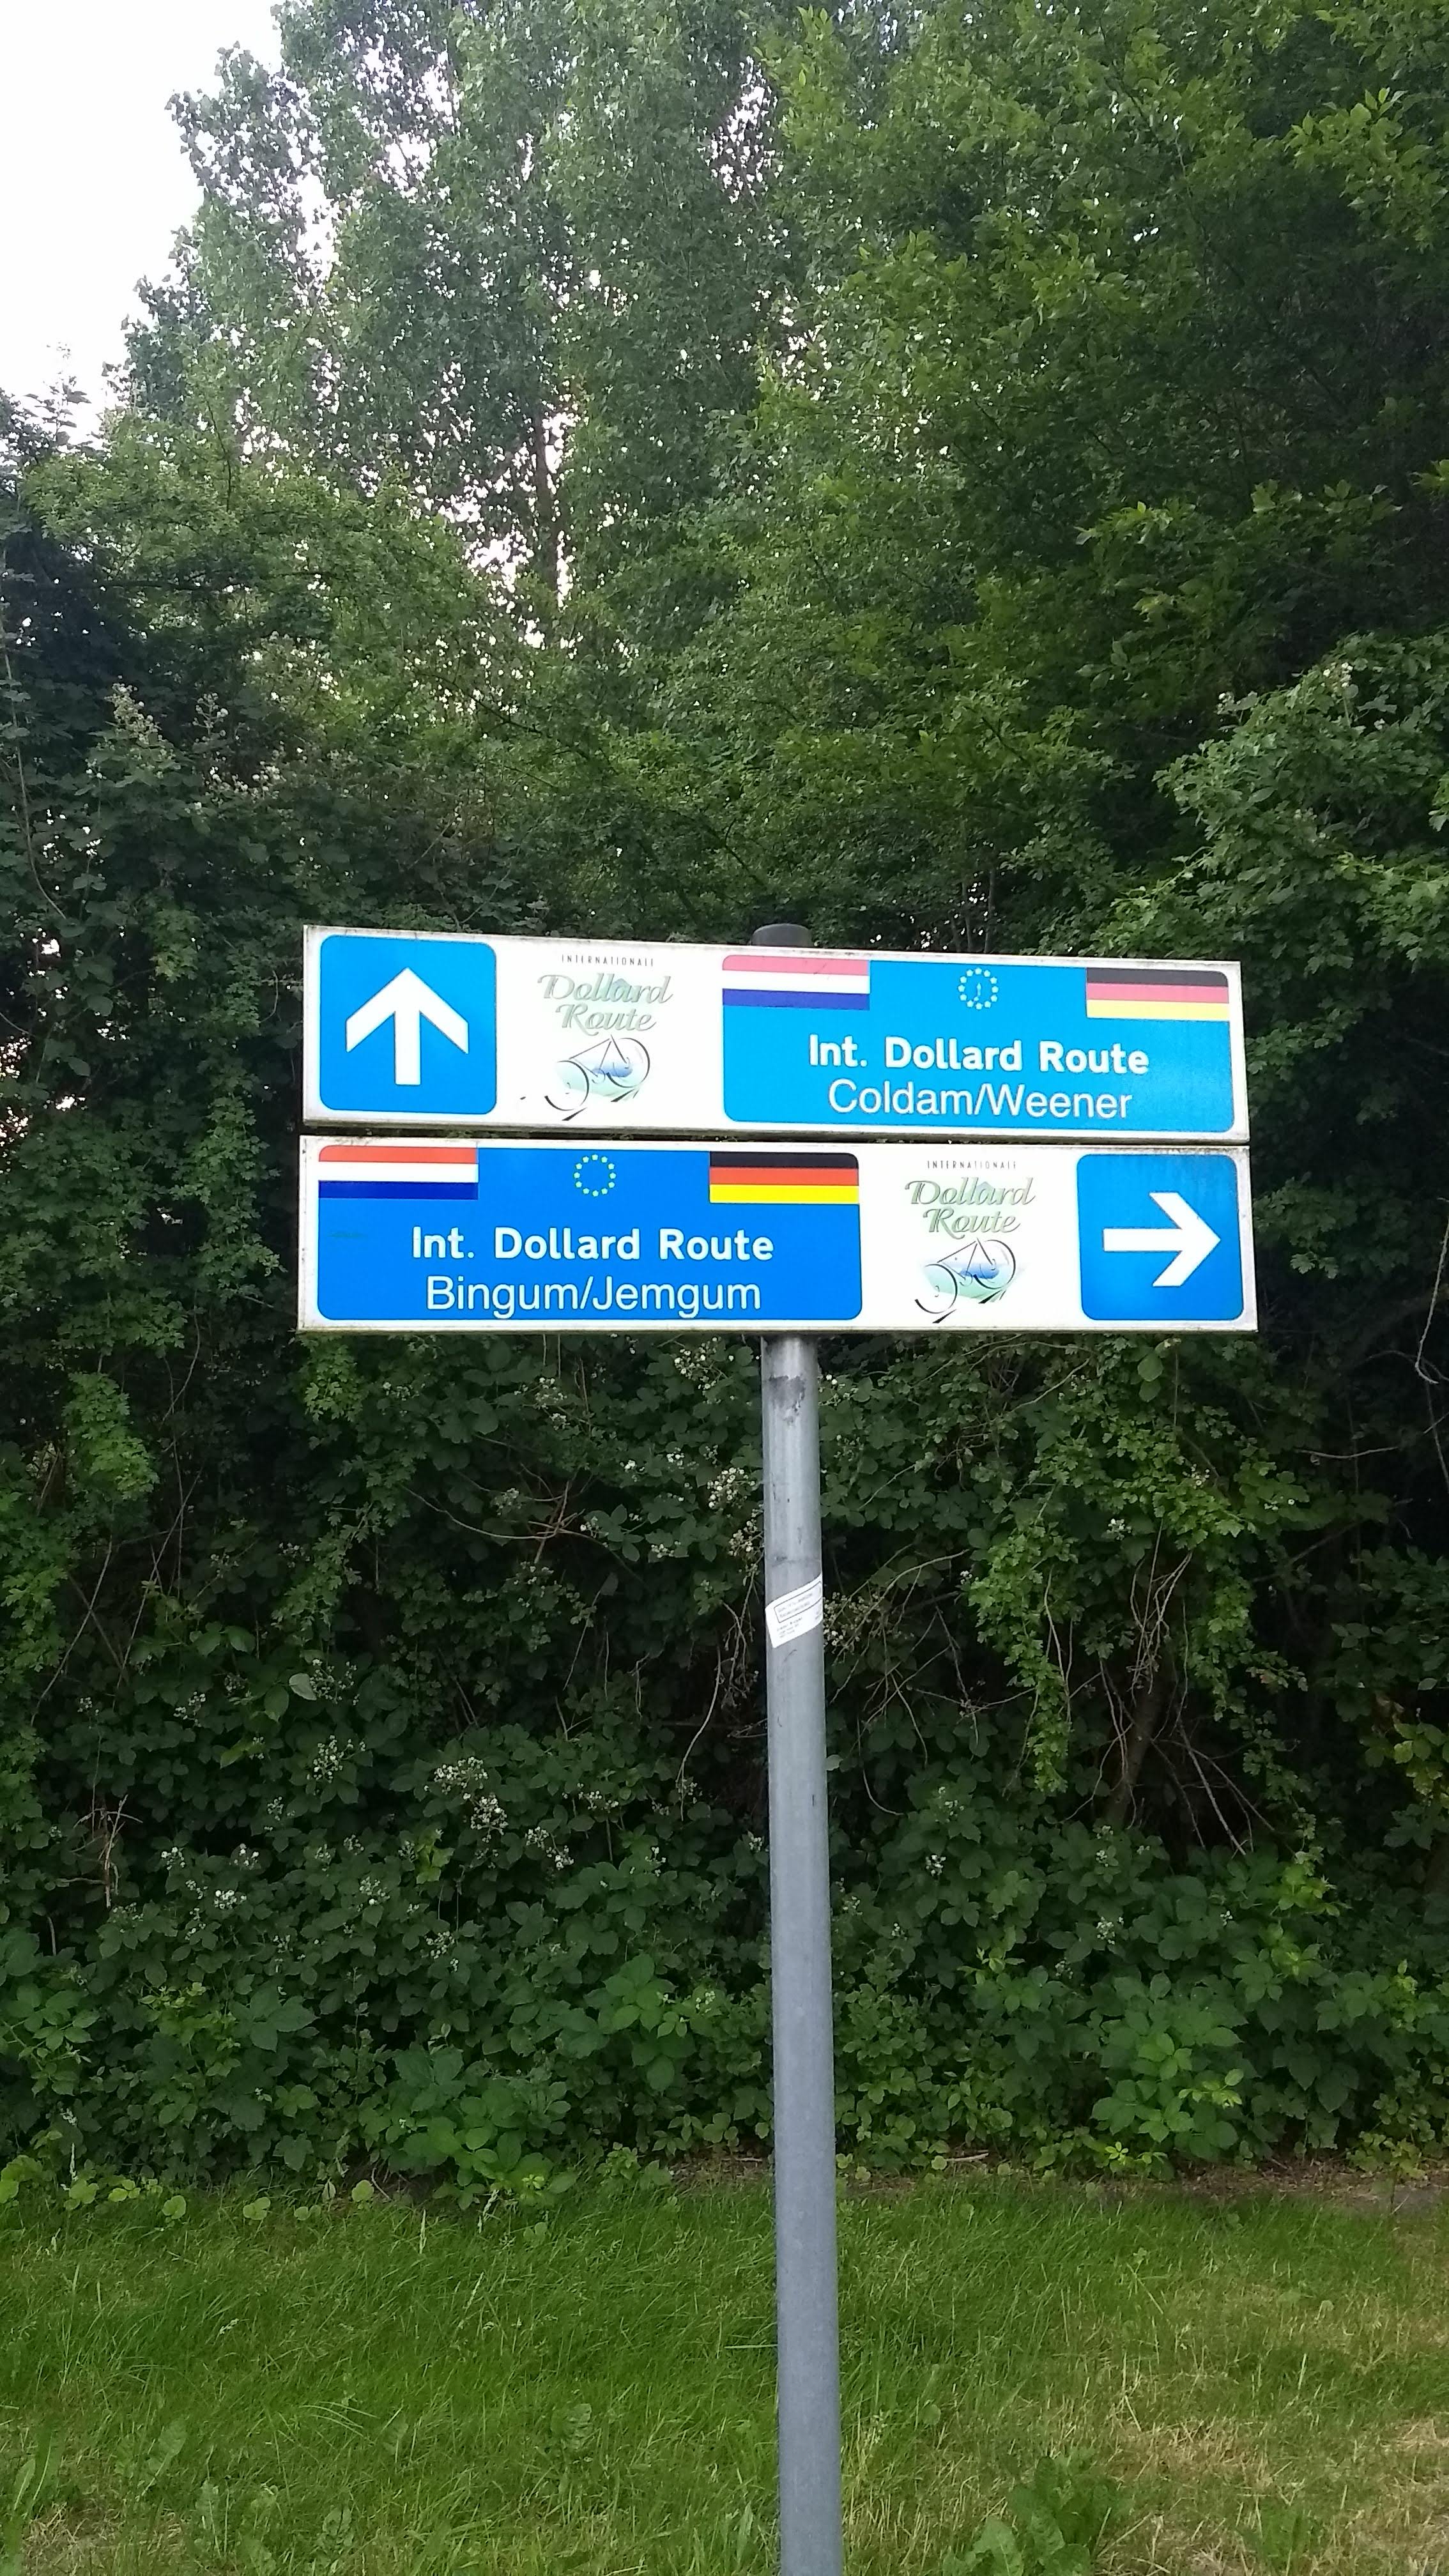 INTERNATIONALE
Dollard
Route
Int. Dollard Route
Coldam/Weener
Int. Dollard Route
Bingum/Jemgum
INTERNATIONALE
Dollard
Route